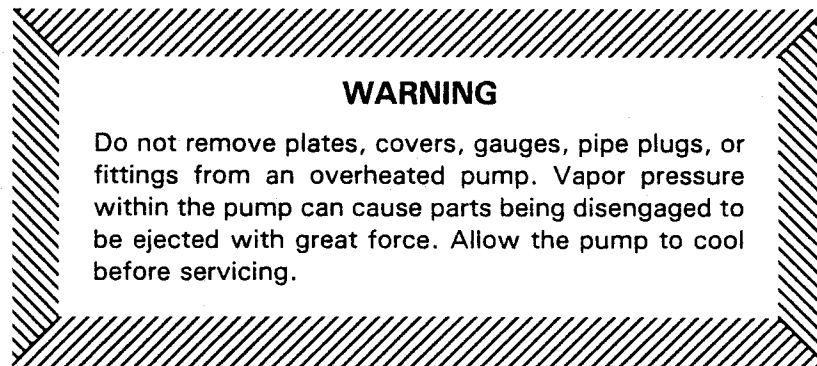 WARNING
Do not remove plates, covers, gauges, pipe plugs, or
fittings from an overheated pump. Vapor pressure
within the pump can cause parts being disengaged to
be ejected with great force. Allow the pump to cool
before servicing.